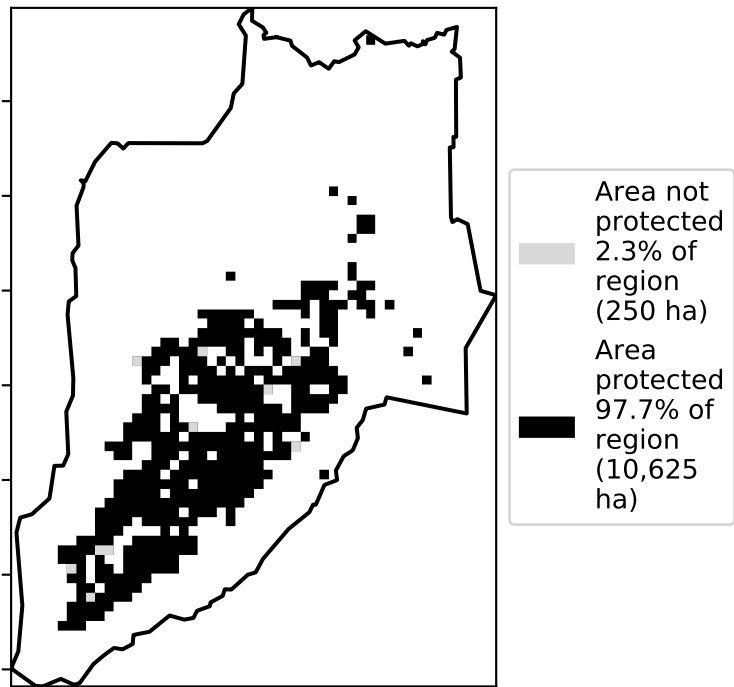 Area not
protected
2.3% of
region
(250 ha)
Area
protected
97.7% of
region
(10,625
ha)